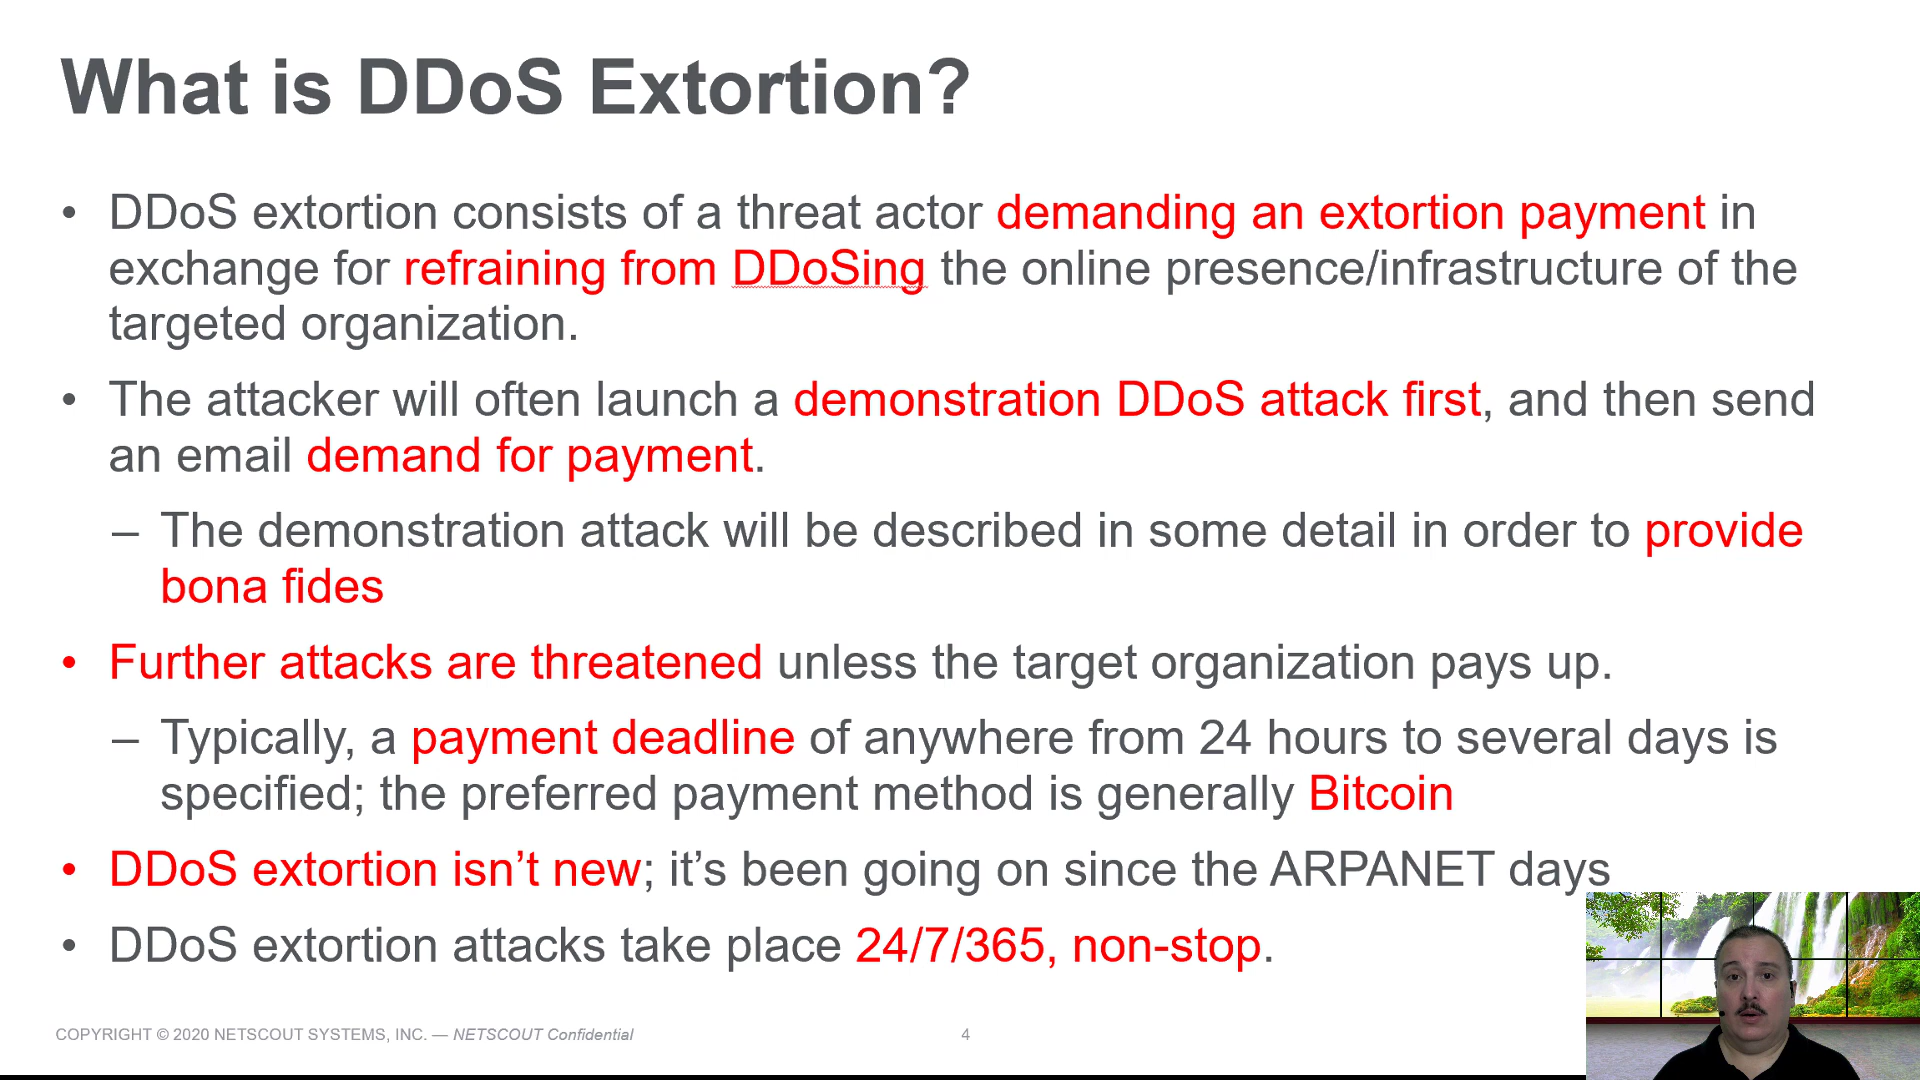 What is DDoS Extortion?
• DDoS extortion consists of a threat actor demanding an extortion payment in
exchange for refraining from DDoSing the online presence/infrastructure of the
targeted organization.
• The attacker will often launch a demonstration DDoS attack first, and then send
an email demand for payment.
– The demonstration attack will be described in some detail in order to provide
bona fides
• Further attacks are threatened unless the target organization pays up.
– Typically, a payment deadline of anywhere from 24 hours to several days is
specified; the preferred payment method is generally Bitcoin
• DDoS extortion isn’t new; it’s been going on since the ARPANET days
• DDoS extortion attacks take place 24/7/365, non-stop.
COPYRIGHT © 2020 NETSCOUT SYSTEMS, INC. — NETSCOUT Confidential
4